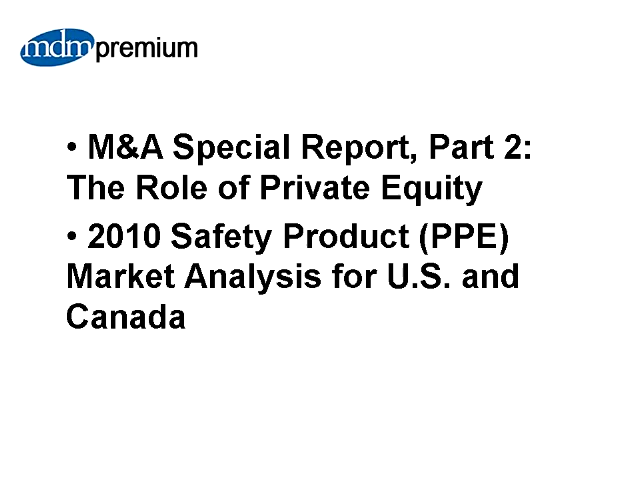 mdmpremium
• M&A Special Report, Part 2:
The Role of Private Equity
• 2010 Safety Product (PPE)
Market Analysis for U.S. and
Canada